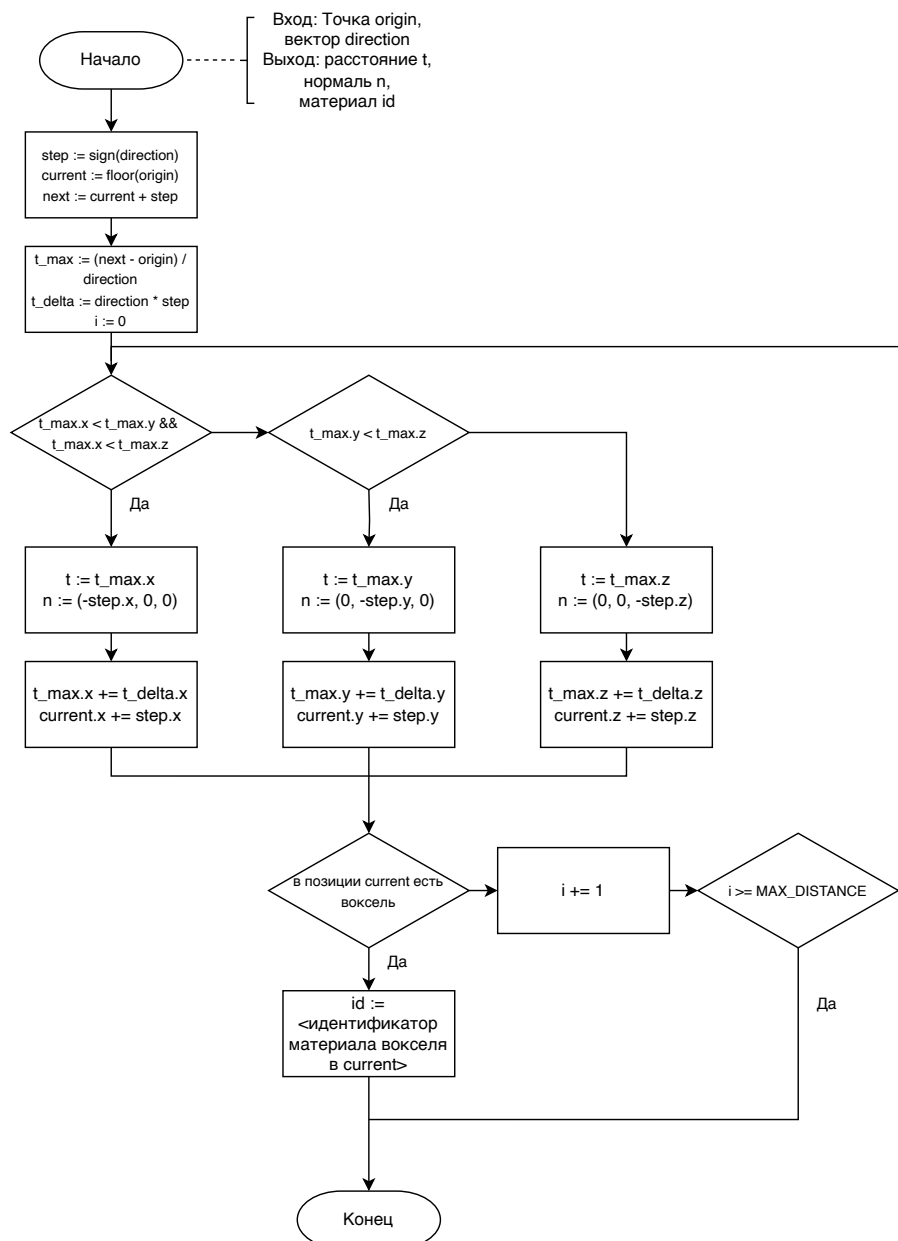 Начало
Вход: Точка origin,
вектор direction
Выход: расстояние t,
нормаль n,
материал id
step := sign(direction)
current := floor(origin)
next := current + step
t_max := (next - origin) /
direction
t_delta := direction * step
i := 0
t_max.x < t_max.y &&
t_max.x < t_max.z
t_max.y < t_max.z
Да
Да
t := t_max.x
n := (-step.x, 0, 0)
t := t_max.y
n := (0, -step.y, 0)
t := t_max.z
n := (0, 0, -step.z)
t_max.x += t_delta.x
current.x += step.x
t_max.y += t_delta.y
current.y += step.y
t_max.z += t_delta.z
current.z += step.z
в позиции current есть
воксель
i += 1
i >= MAX_DISTANCE
Да
Да
id :=
<идентификатор
материала вокселя
в current>
Конец